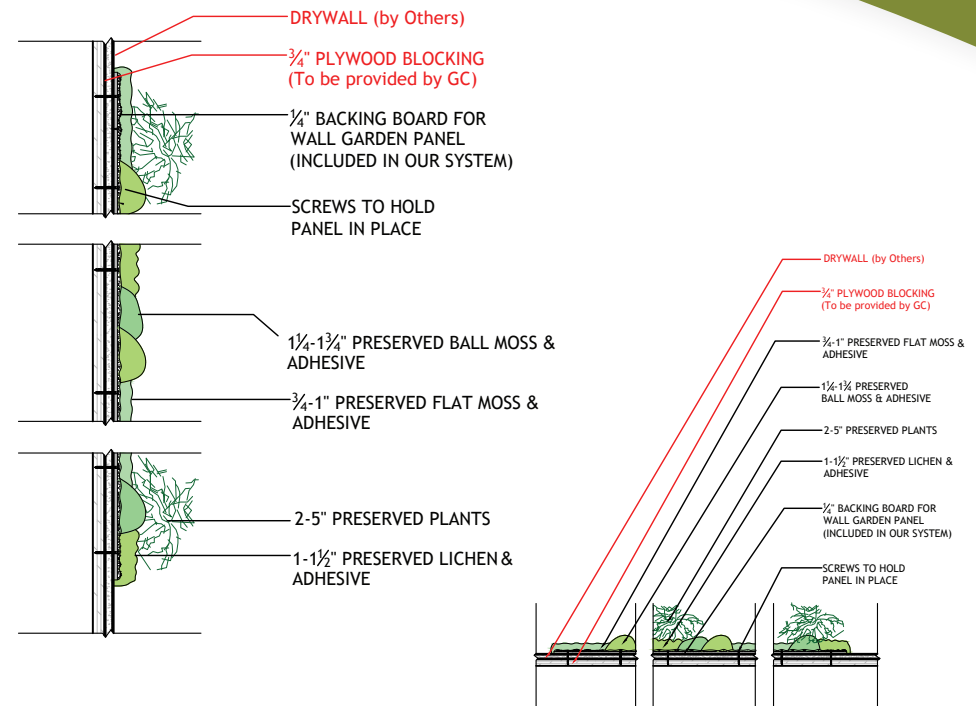 DRYWALL (by Others)
¾" PLYWOOD BLOCKING
(To be provided by GC)
¼" BACKING BOARD FOR
WALL GARDEN PANEL
(INCLUDED IN OUR SYSTEM)
SCREWS TO HOLD
PANEL IN PLACE
1¼-1¾" PRESERVED BALL MOSS &
ADHESIVE
¾-1" PRESERVED FLAT MOSS &
ADHESIVE
2-5" PRESERVED PLANTS
1-1½" PRESERVED LICHEN &
ADHESIVE
DRYWALL (by Others)
¾" PLYWOOD BLOCKING
(To be provided by GC)
¾-1" PRESERVED FLAT MOSS &
ADHESIVE
1¼-1¾ PRESERVED
BALL MOSS & ADHESIVE
2-5" PRESERVED PLANTS
1-1½" PRESERVED LICHEN &
ADHESIVE
¼" BACKING BOARD FOR
WALL GARDEN PANEL
(INCLUDED IN OUR SYSTEM)
SCREWS TO HOLD
PANEL IN PLACE